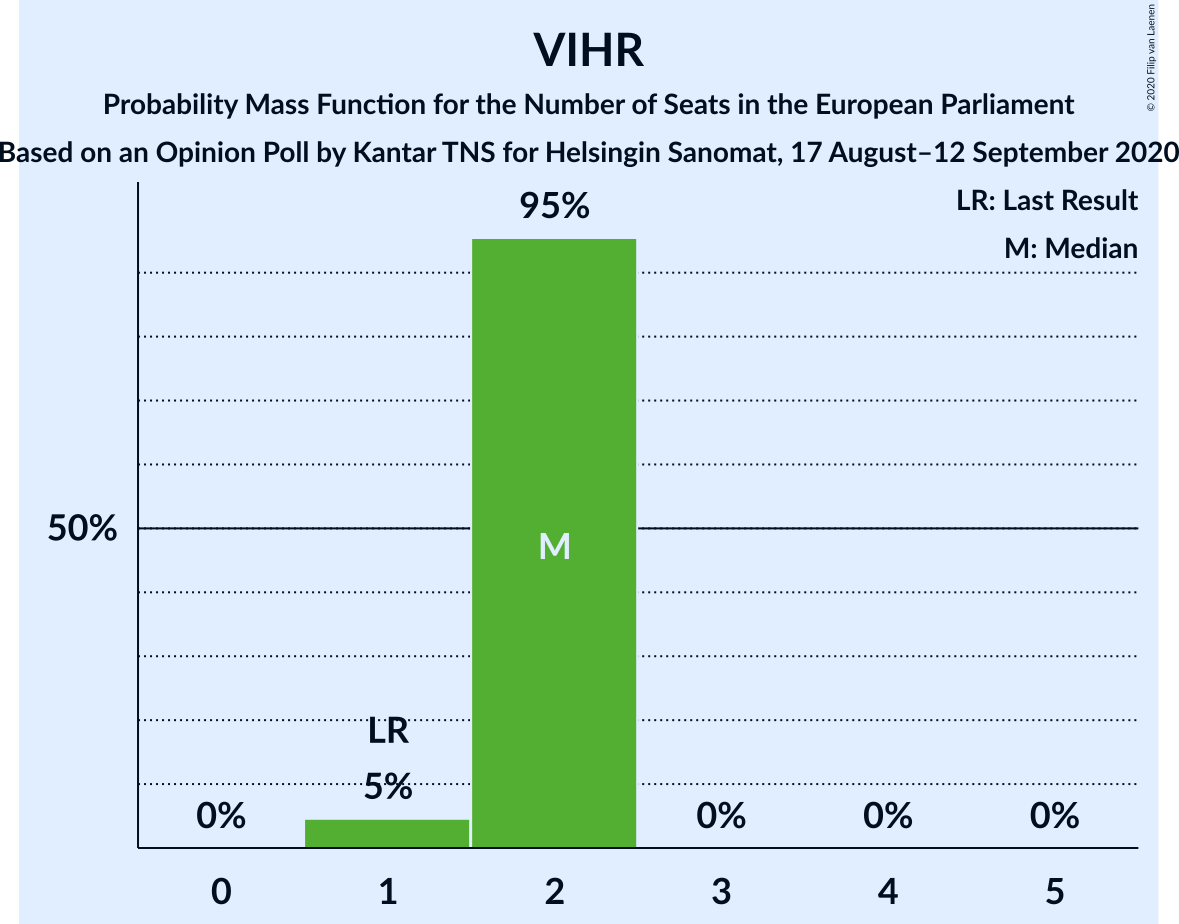 VIHR
Probability Mass Function for the Number of Seats in the European Parliament
Based on an Opinion Poll by Kantar TNS for Helsingin Sanomat, 17 August–12 September 2020
© 2020 Filip van Laenen
LR: Last Result
M: Median
95%
50%
M
LR
5%
0%
0%
0%
0%
0
1
2
3
4
5